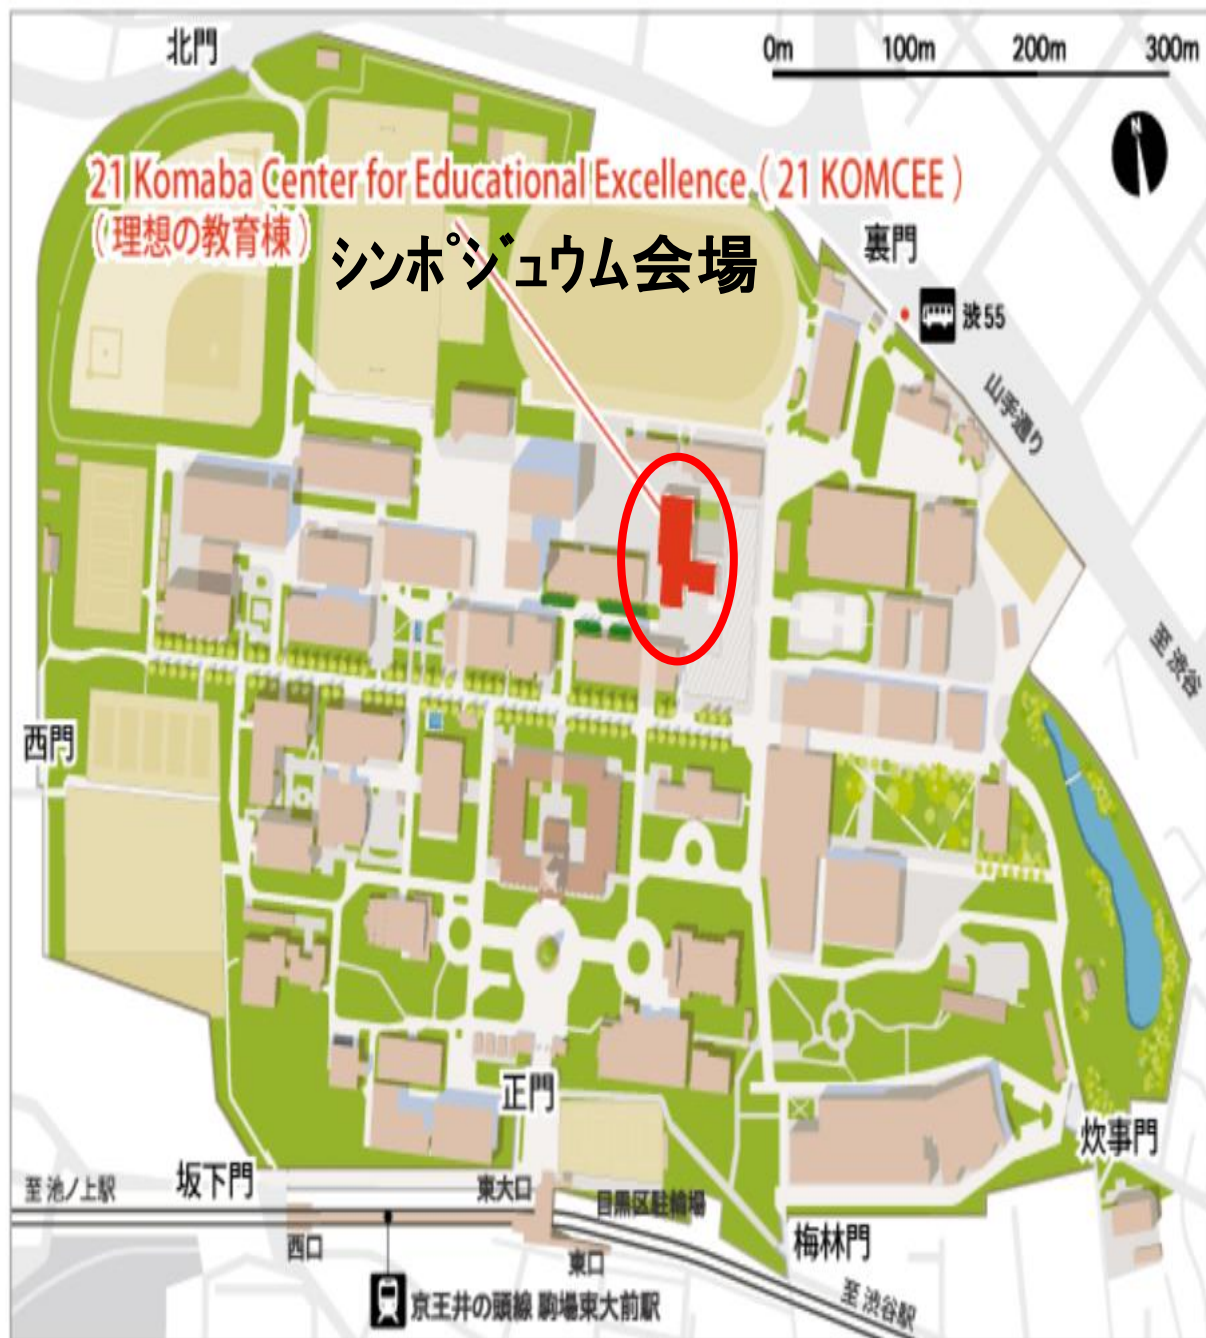 北門
0m 100m 200m 300m
N
21 Komaba Center for Educational Excellence ( 21 KOMCEE )
( 理想の教育棟 )
シンポジュウム会場
裏門
渋55
山手通り
至 渋谷
西門
正門
炊事門
坂下門
至 池ノ上駅
東大口
目黒区駐輪場
西口
東口
梅林門
至 渋谷駅
京王井の頭線 駒場東大前駅